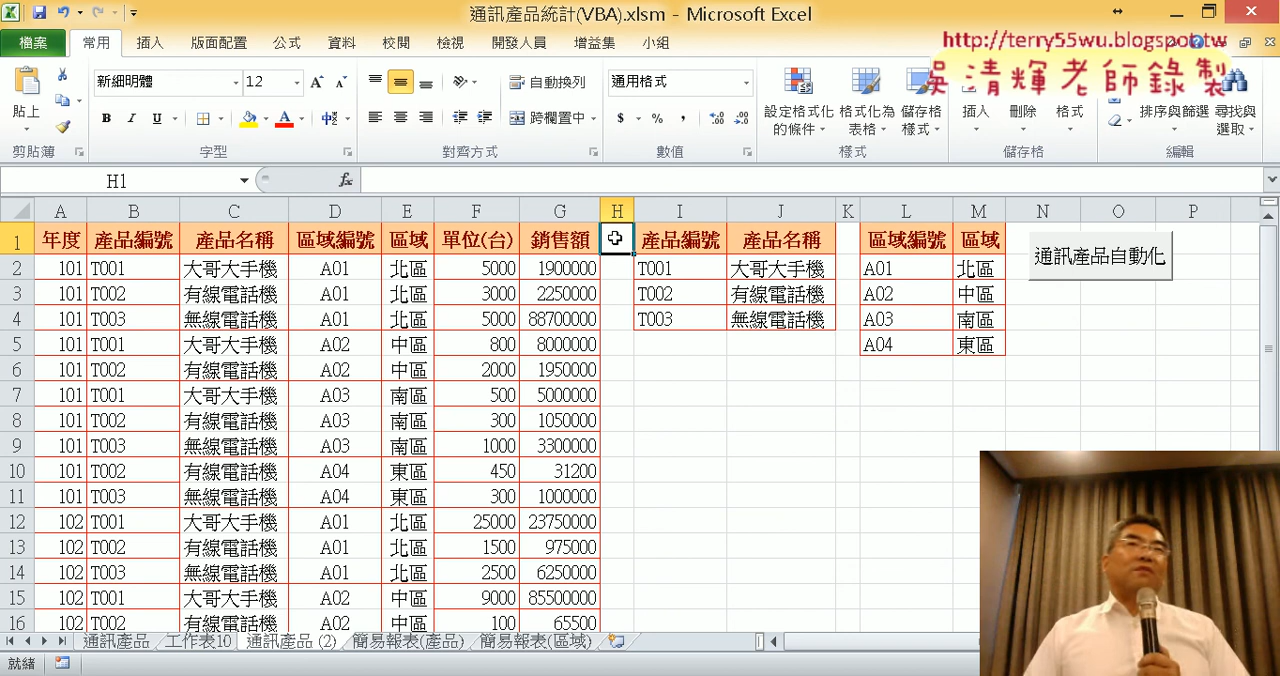 通訊產品統計(VBA).xlsm - Microsoft Excel
http://terry55wu.blogspot.tw
吳清輝老師錄製
檔案 常用 插入 版面配置 公式 資料 校閱 檢視 開發人員 增益集 小組
貼上 新細明體 12 自動換列 通用格式 設定格式化的條件 格式化為表格 儲存格樣式 插入 刪除 格式 排序與篩選 尋找與選取
B I U 跨欄置中 $ % ,
剪貼簿 字型 對齊方式 數值 樣式 儲存格 編輯
H1 fx
A B C D E F G H I J K L M N O P
1 年度 產品編號 產品名稱 區域編號 區域 單位(台) 銷售額 產品編號 產品名稱 區域編號 區域 通訊產品自動化
2 101 T001 大哥大手機 A01 北區 5000 1900000 T001 大哥大手機 A01 北區
3 101 T002 有線電話機 A01 北區 3000 2250000 T002 有線電話機 A02 中區
4 101 T003 無線電話機 A01 北區 5000 88700000 T003 無線電話機 A03 南區
5 101 T001 大哥大手機 A02 中區 800 8000000 A04 東區
6 101 T002 有線電話機 A02 中區 2000 1950000
7 101 T001 大哥大手機 A03 南區 500 5000000
8 101 T002 有線電話機 A03 南區 300 1050000
9 101 T003 無線電話機 A03 南區 1000 3300000
10 101 T002 有線電話機 A04 東區 450 31200
11 101 T003 無線電話機 A04 東區 300 1000000
12 102 T001 大哥大手機 A01 北區 25000 23750000
13 102 T002 有線電話機 A01 北區 1500 975000
14 102 T003 無線電話機 A01 北區 2500 6250000
15 102 T001 大哥大手機 A02 中區 9000 85500000
16 102 T002 有線電話機 A02 中區 100 65500
通訊產品 工作表10 通訊產品 (2) 簡易報表(產品) 簡易報表(區域)
就緒